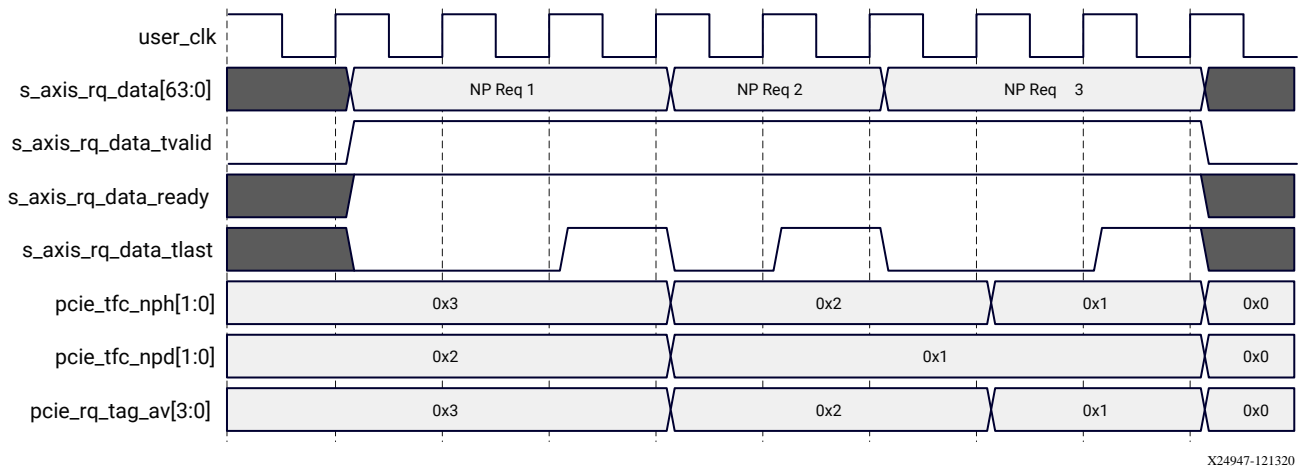 user_clk
s_axis_rq_data[63:0] NP Req 1 NP Req 2 NP Req 3
s_axis_rq_data_tvalid
s_axis_rq_data_ready
s_axis_rq_data_tlast
pcie_tfc_nph[1:0] 0x3 0x2 0x1 0x0
pcie_tfc_npd[1:0] 0x2 0x1 0x0
pcie_rq_tag_av[3:0] 0x3 0x2 0x1 0x0
X24947-121320